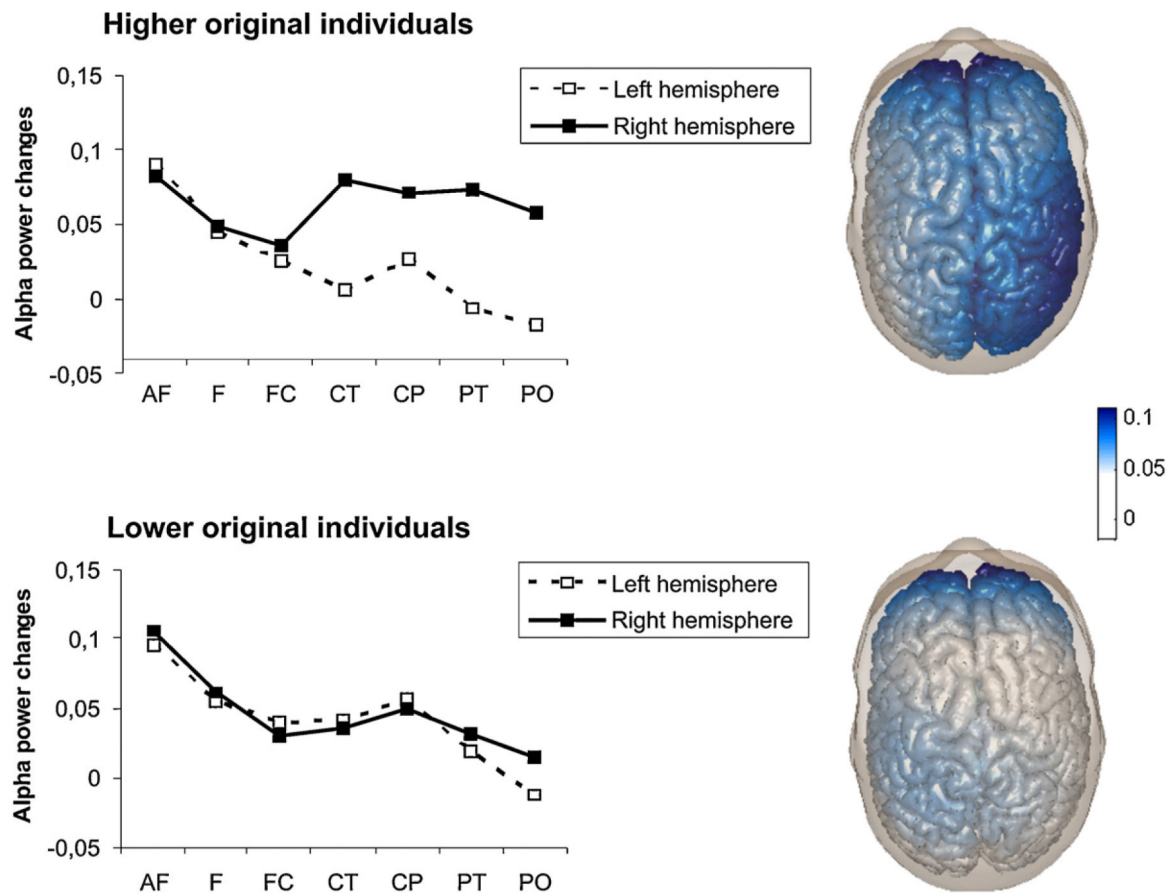 Higher original individuals
Alpha power changes
0,15
0,1
0,05
0
-0,05
AF F FC CT CP PT PO
Left hemisphere
Right hemisphere
0.1
0.05
0
Lower original individuals
Alpha power changes
0,15
0,1
0,05
0
-0,05
AF F FC CT CP PT PO
Left hemisphere
Right hemisphere